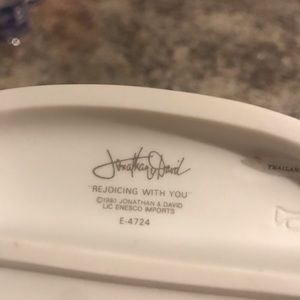 Jonathan & David
"REJOICING WITH YOU"
©1980 JONATHAN & DAVID
LIC ENESCO IMPORTS
E-4724